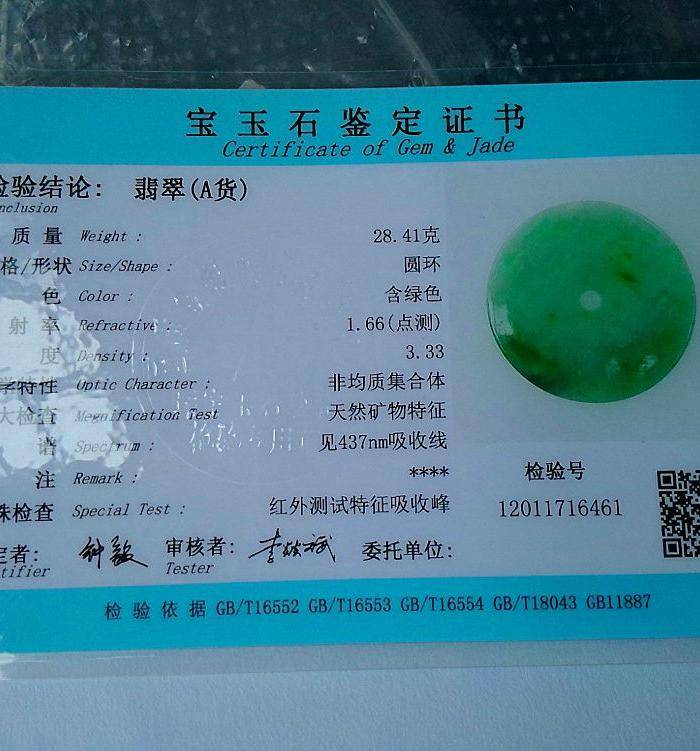 宝玉石鉴定证书
Certificate of Gem & Jade
检验结论: 翡翠(A货)
nclusion
质量 Weight : 28.41克
格/形状 Size/Shape : 圆环
色 Color : 含绿色
射率 Refractive : 1.66(点测)
度 Density : 3.33
学特性 Optic Character : 非均质集合体
大检查 Megnification Test 天然矿物特征
谱 Spectrum : 见437nm吸收线
注 Remark : ****
殊检查 Special Test : 红外测试特征吸收峰
检验号
12011716461
定者: 审核者: 委托单位:
tifier Tester
检验依据 GB/T16552 GB/T16553 GB/T16554 GB/T18043 GB11887